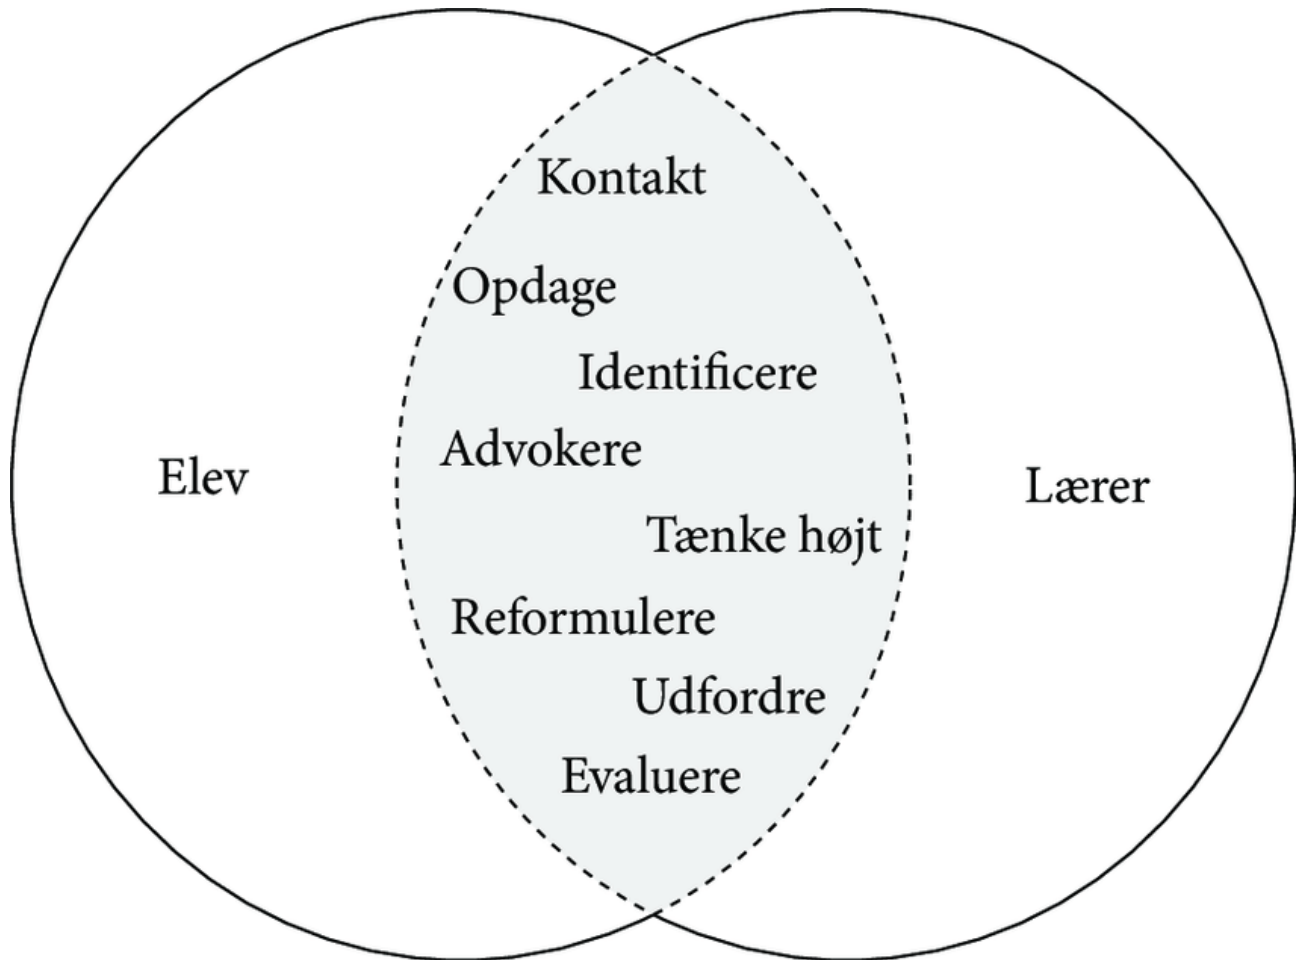 Kontakt
Opdage
Identificere
Advokere
Elev
Lærer
Tænke højt
Reformulere
Udfordre
Evaluere